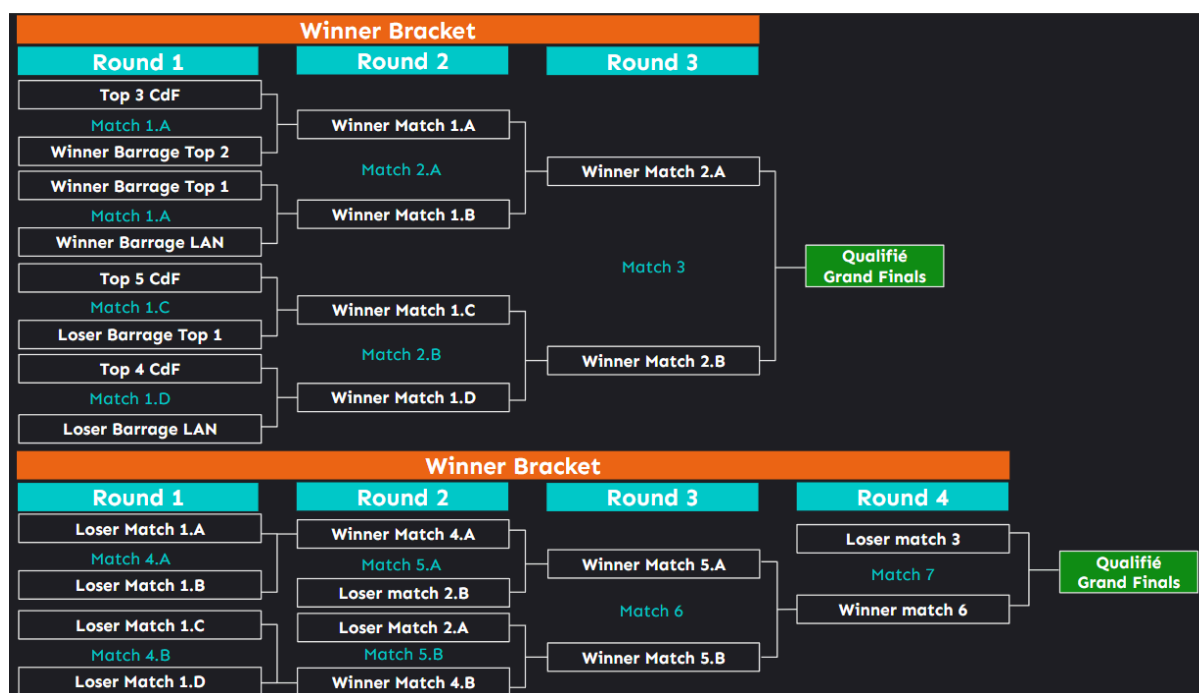 Winner Bracket
Round 1
Round 2
Round 3
Top 3 CdF
Match 1.A
Winner Barrage Top 2
Winner Barrage Top 1
Match 1.A
Winner Barrage LAN
Top 5 CdF
Match 1.C
Loser Barrage Top 1
Top 4 CdF
Match 1.D
Loser Barrage LAN
Winner Match 1.A
Match 2.A
Winner Match 1.B
Winner Match 1.C
Match 2.B
Winner Match 1.D
Winner Match 2.A
Match 3
Winner Match 2.B
Qualifié
Grand Finals
Winner Bracket
Round 1
Round 2
Round 3
Round 4
Loser Match 1.A
Match 4.A
Loser Match 1.B
Loser Match 1.C
Match 4.B
Loser Match 1.D
Winner Match 4.A
Match 5.A
Loser match 2.B
Loser Match 2.A
Match 5.B
Winner Match 4.B
Winner Match 5.A
Match 6
Winner Match 5.B
Loser match 3
Match 7
Winner match 6
Qualifié
Grand Finals